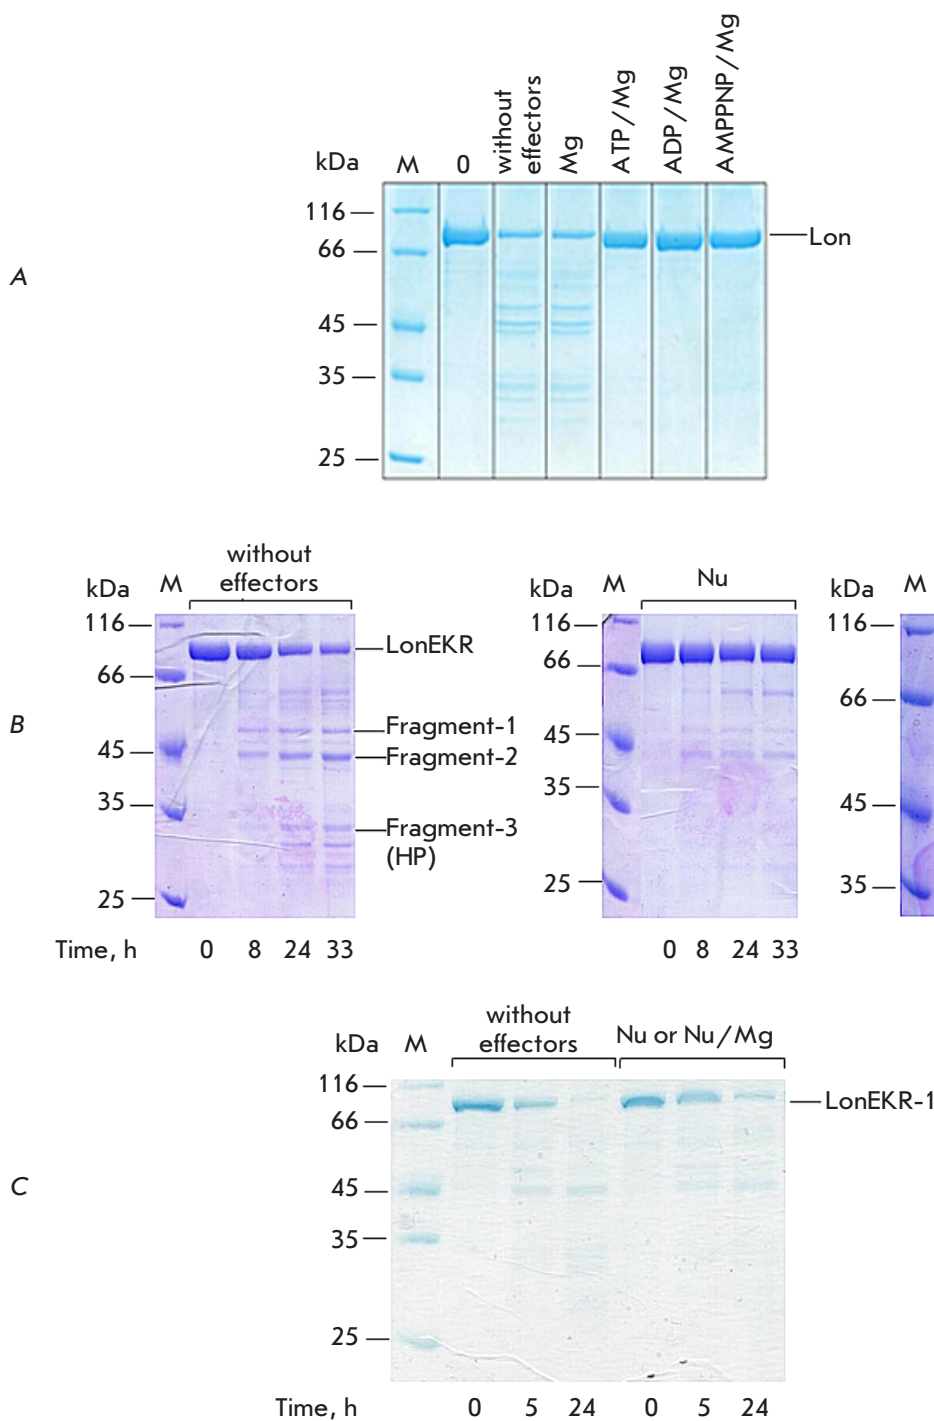 kDa M 0 without effectors Mg ATP/Mg ADP/Mg AMPPNP/Mg
116
66
45
35
25
Lon
A
without
effectors
kDa M
116
66
45
35
25
LonEKR
Fragment-1
Fragment-2
Fragment-3
(HP)
Time, h 0 8 24 33
B
kDa M Nu
116
66
45
35
25
0 8 24 33
kDa M
116
66
45
35
without
effectors
Nu or Nu/Mg
kDa M
116
66
45
35
25
LonEKR-1
C
Time, h 0 5 24 0 5 24